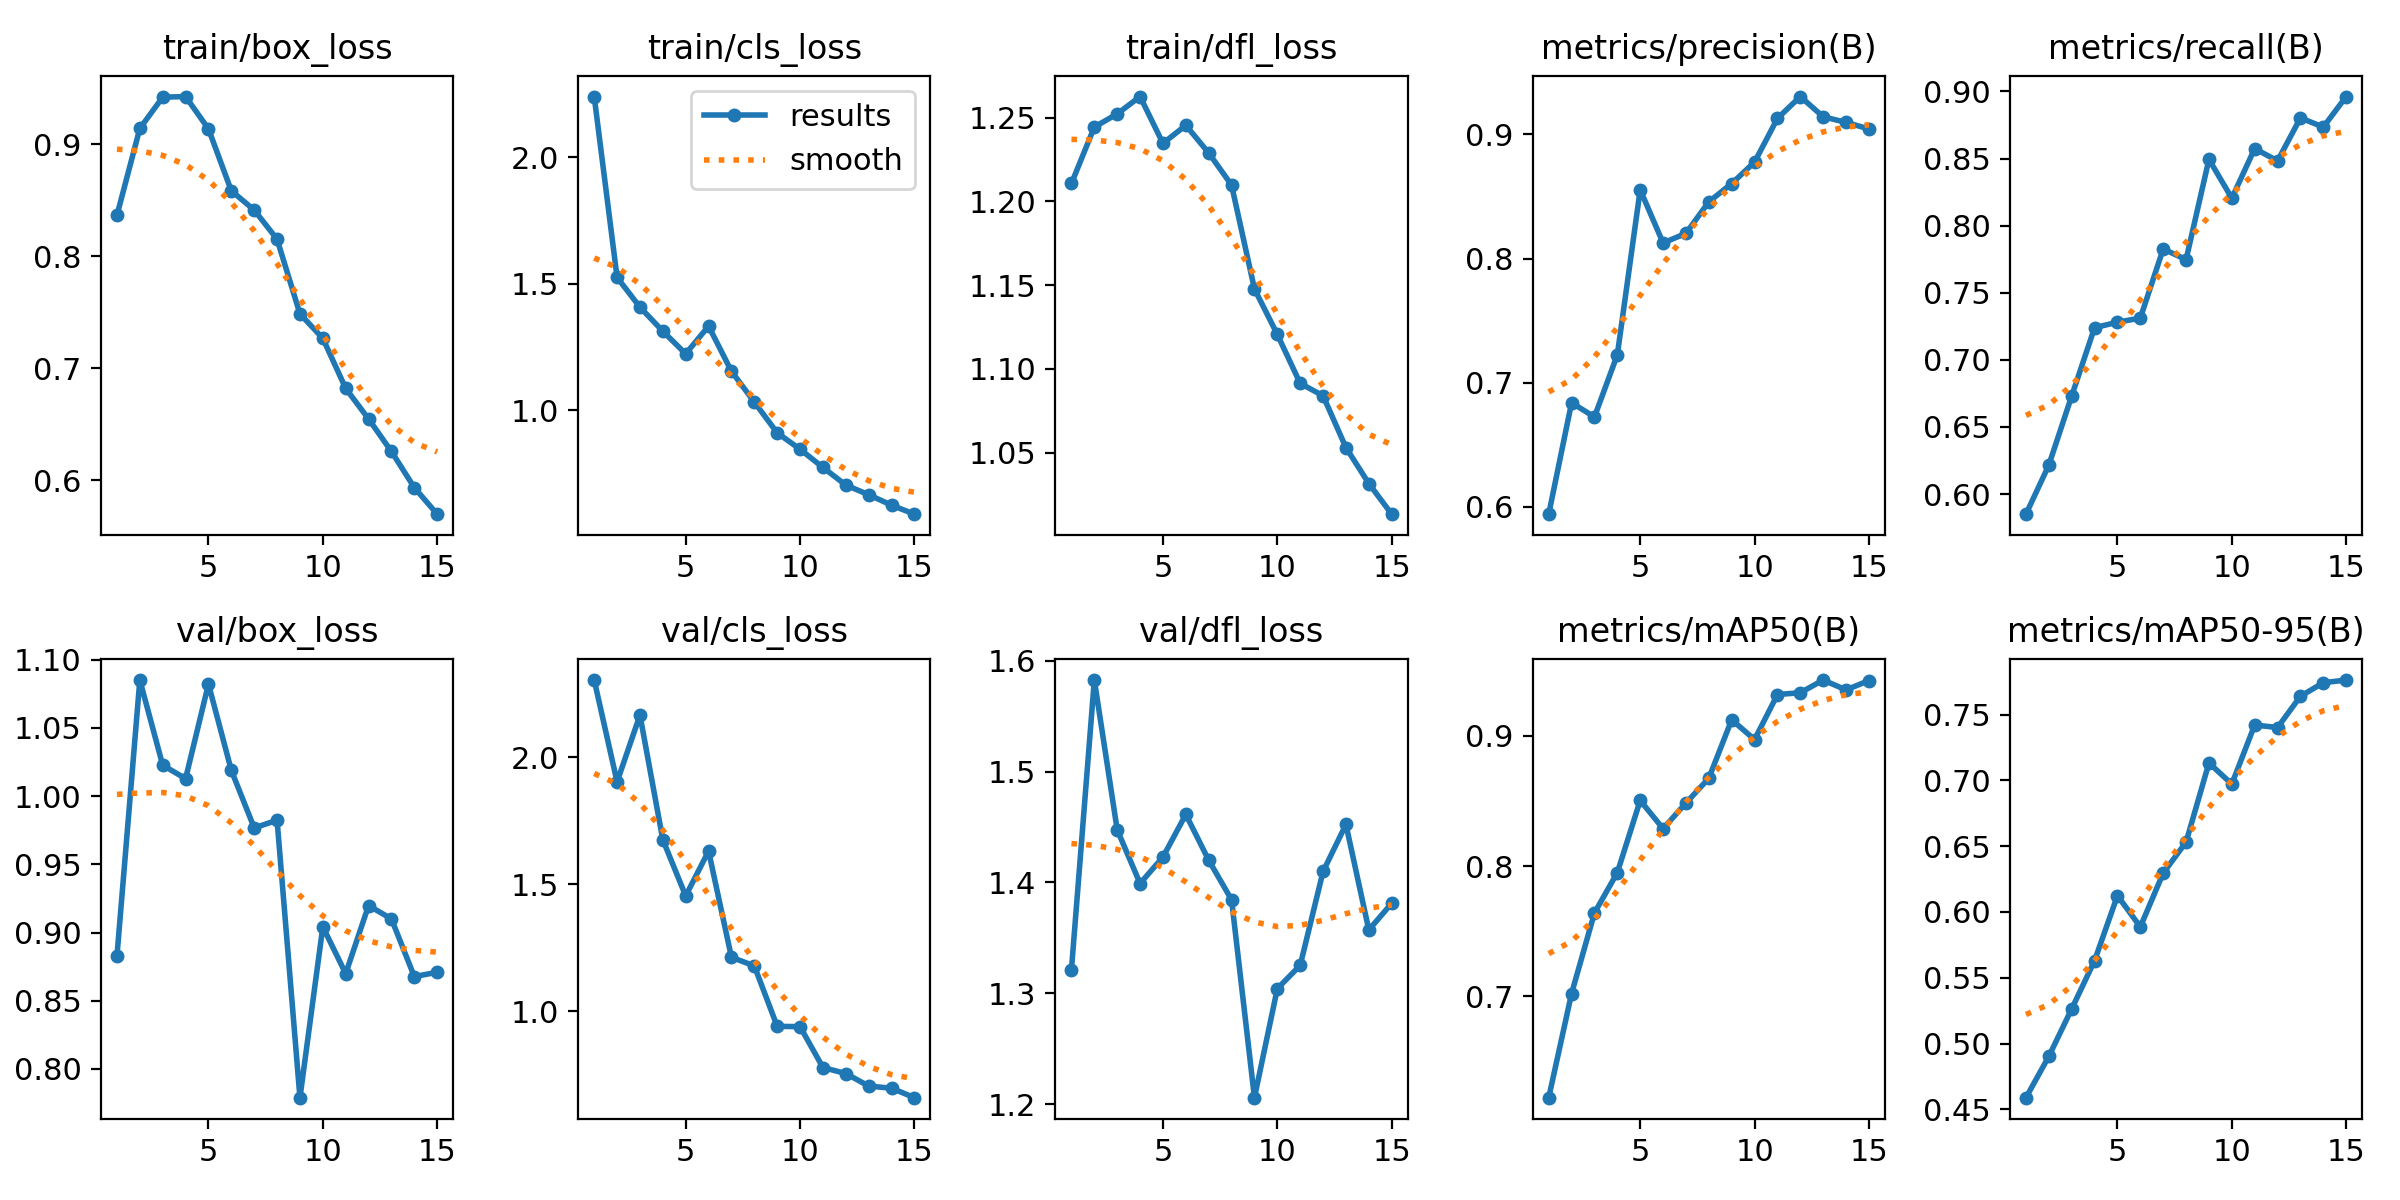 train/box_loss
0.9
0.8
0.7
0.6
5 10 15
train/cls_loss
results
smooth
2.0
1.5
1.0
5 10 15
train/dfl_loss
1.25
1.20
1.15
1.10
1.05
5 10 15
metrics/precision(B)
0.9
0.8
0.7
0.6
5 10 15
metrics/recall(B)
0.90
0.85
0.80
0.75
0.70
0.65
0.60
5 10 15
val/box_loss
1.10
1.05
1.00
0.95
0.90
0.85
0.80
5 10 15
val/cls_loss
2.0
1.5
1.0
5 10 15
val/dfl_loss
1.6
1.5
1.4
1.3
1.2
5 10 15
metrics/mAP50(B)
0.9
0.8
0.7
5 10 15
metrics/mAP50-95(B)
0.75
0.70
0.65
0.60
0.55
0.50
0.45
5 10 15